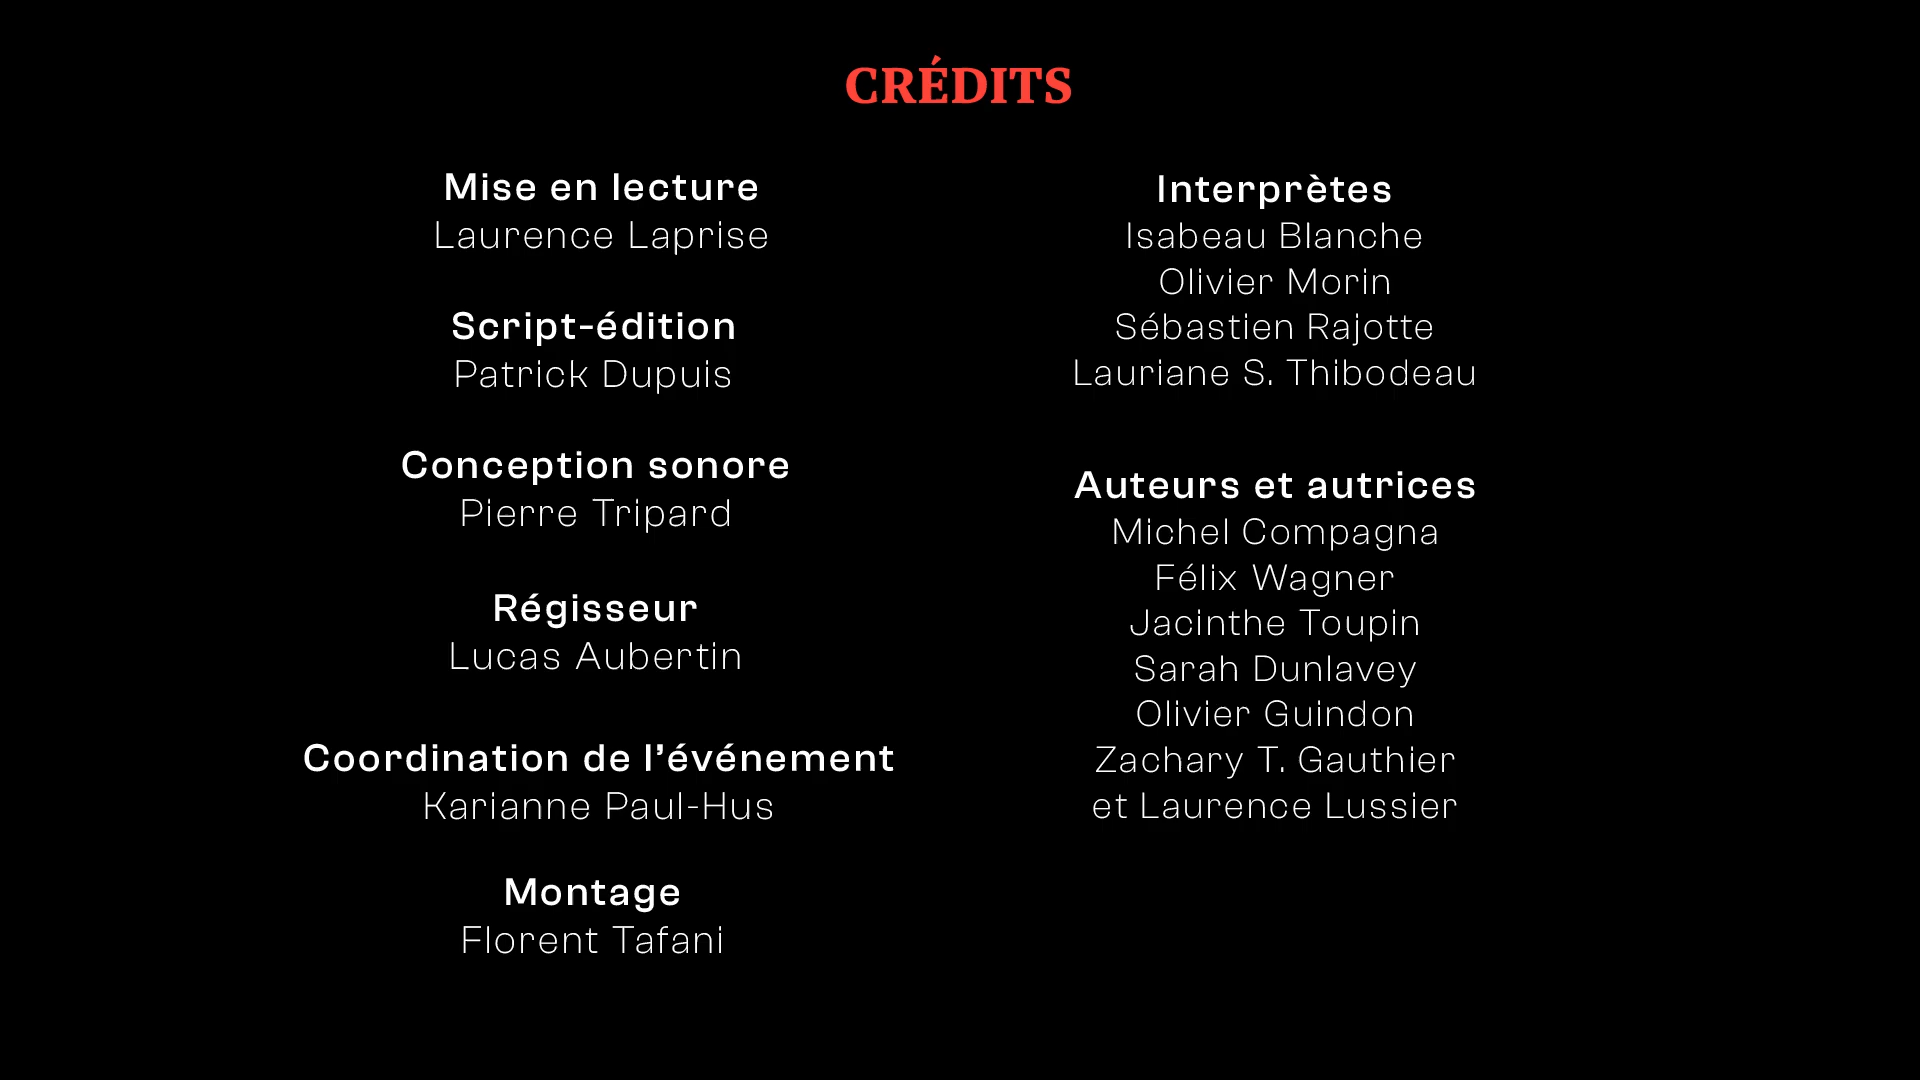 CRÉDITS
Mise en lecture
Laurence Laprise
Script-édition
Patrick Dupuis
Conception sonore
Pierre Tripard
Régisseur
Lucas Aubertin
Coordination de l’événement
Karianne Paul-Hus
Montage
Florent Tafani
Interprètes
Isabeau Blanche
Olivier Morin
Sébastien Rajotte
Lauriane S. Thibodeau
Auteurs et autrices
Michel Compagna
Félix Wagner
Jacinthe Toupin
Sarah Dunlavey
Olivier Guindon
Zachary T. Gauthier
et Laurence Lussier